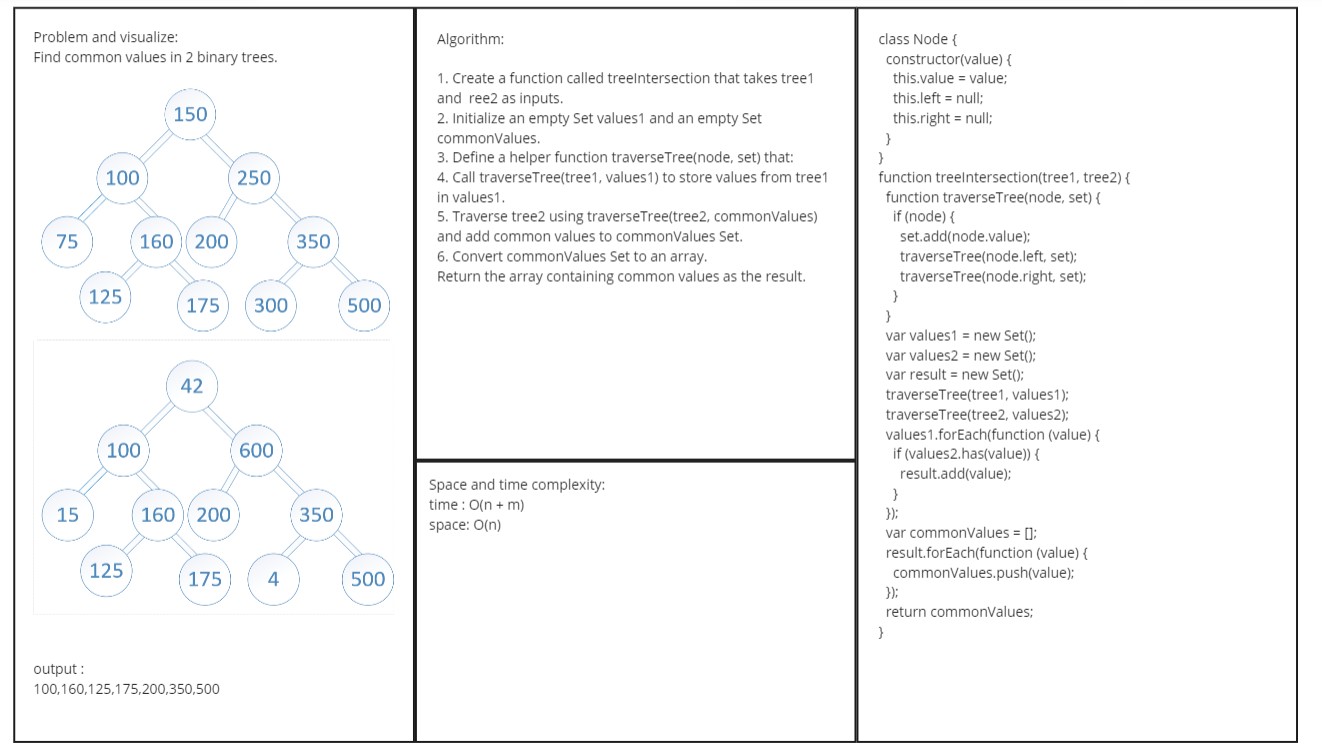 Problem and visualize:
Find common values in 2 binary trees.
150
100 250
75 160 200 350
125 175 300 500
42
100 600
15 160 200 350
125 175 4 500
output :
100,160,125,175,200,350,500
Algorithm:
1. Create a function called treeIntersection that takes tree1
and  ree2 as inputs.
2. Initialize an empty Set values1 and an empty Set
commonValues.
3. Define a helper function traverseTree(node, set) that:
4. Call traverseTree(tree1, values1) to store values from tree1
in values1.
5. Traverse tree2 using traverseTree(tree2, commonValues)
and add common values to commonValues Set.
6. Convert commonValues Set to an array.
Return the array containing common values as the result.
Space and time complexity:
time : O(n + m)
space: O(n)
class Node {
constructor(value) {
this.value = value;
this.left = null;
this.right = null;
}
}
function treeIntersection(tree1, tree2) {
function traverseTree(node, set) {
if (node) {
set.add(node.value);
traverseTree(node.left, set);
traverseTree(node.right, set);
}
}
var values1 = new Set();
var values2 = new Set();
var result = new Set();
traverseTree(tree1, values1);
traverseTree(tree2, values2);
values1.forEach(function (value) {
if (values2.has(value)) {
result.add(value);
}
});
var commonValues = [];
result.forEach(function (value) {
commonValues.push(value);
});
return commonValues;
}